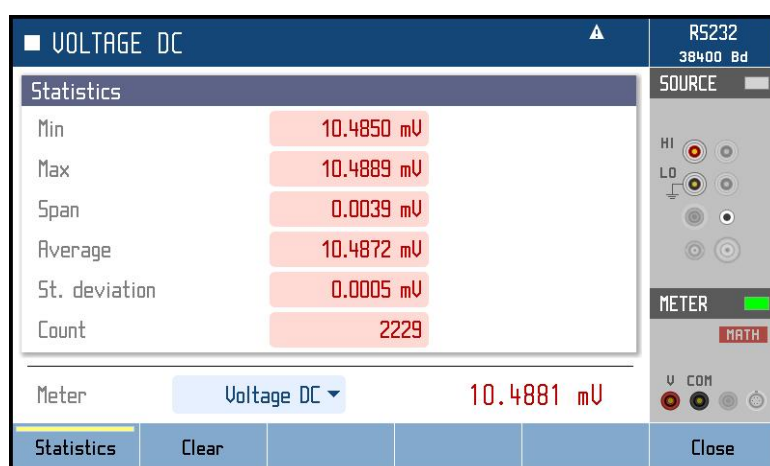 VOLTAGE DC
RS232
38400 Bd
Statistics
SOURCE
Min 10.4850 mV
HI
Max 10.4889 mV
LO
Span 0.0039 mV
Average 10.4872 mV
St. deviation 0.0005 mV
METER
Count 2229
MATH
Meter Voltage DC 10.4881 mV
V COM
Statistics Clear Close